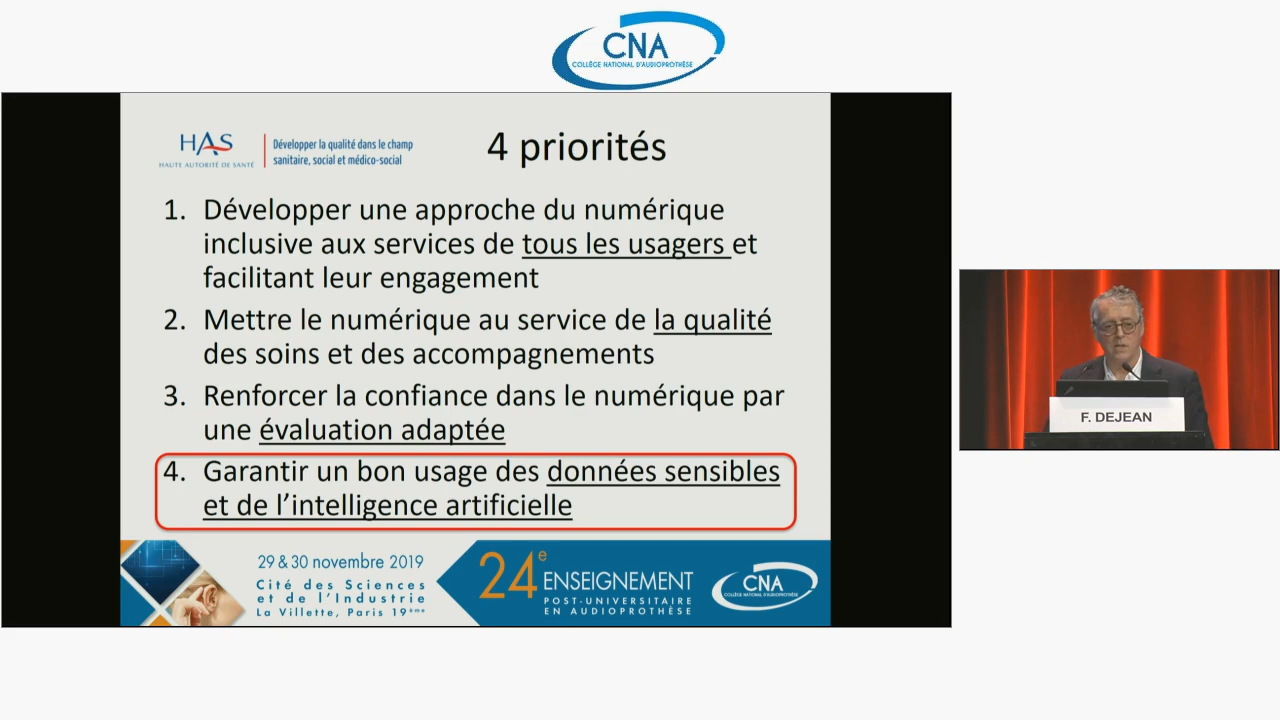 CNA
COLLÈGE NATIONAL D'AUDIOPROTHÈSE
HAS
HAUTE AUTORITÉ DE SANTÉ
Développer la qualité dans le champ
sanitaire, social et médico-social
4 priorités
1. Développer une approche du numérique
inclusive aux services de tous les usagers et
facilitant leur engagement
2. Mettre le numérique au service de la qualité
des soins et des accompagnements
3. Renforcer la confiance dans le numérique par
une évaluation adaptée
4. Garantir un bon usage des données sensibles
et de l'intelligence artificielle
29 & 30 novembre 2019
Cité des Sciences
et de l'Industrie
La Villette, Paris 19ème
24e
ENSEIGNEMENT
POST-UNIVERSITAIRE
EN AUDIOPROTHÈSE
CNA
COLLÈGE NATIONAL D'AUDIOPROTHÈSE
F. DEJEAN